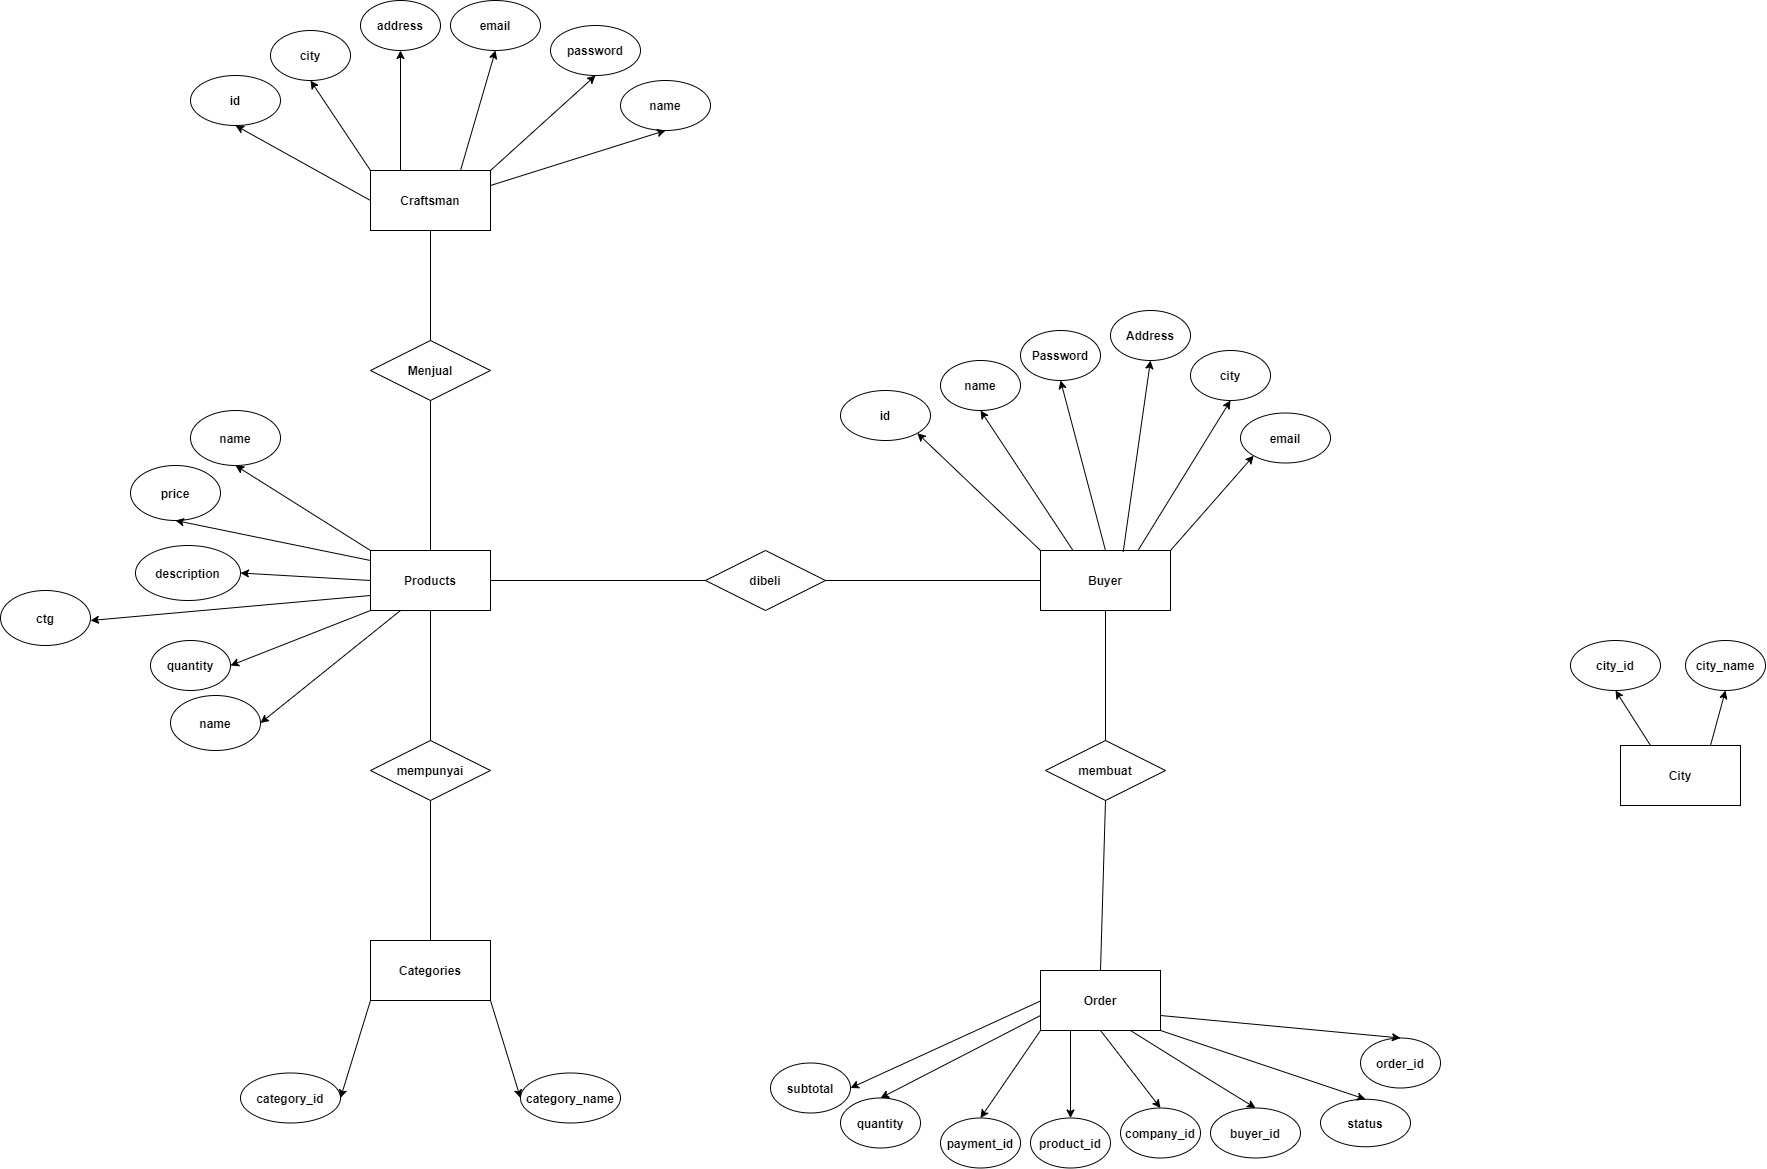 address
email
city
password
id
name
Craftsman
Address
Password
Menjual
city
name
id
name
email
price
description
Products
dibeli
Buyer
ctg
quantity
city_id
city_name
name
mempunyai
membuat
City
Categories
Order
order_id
subtotal
category_id
category_name
quantity
status
payment_id
product_id
company_id
buyer_id